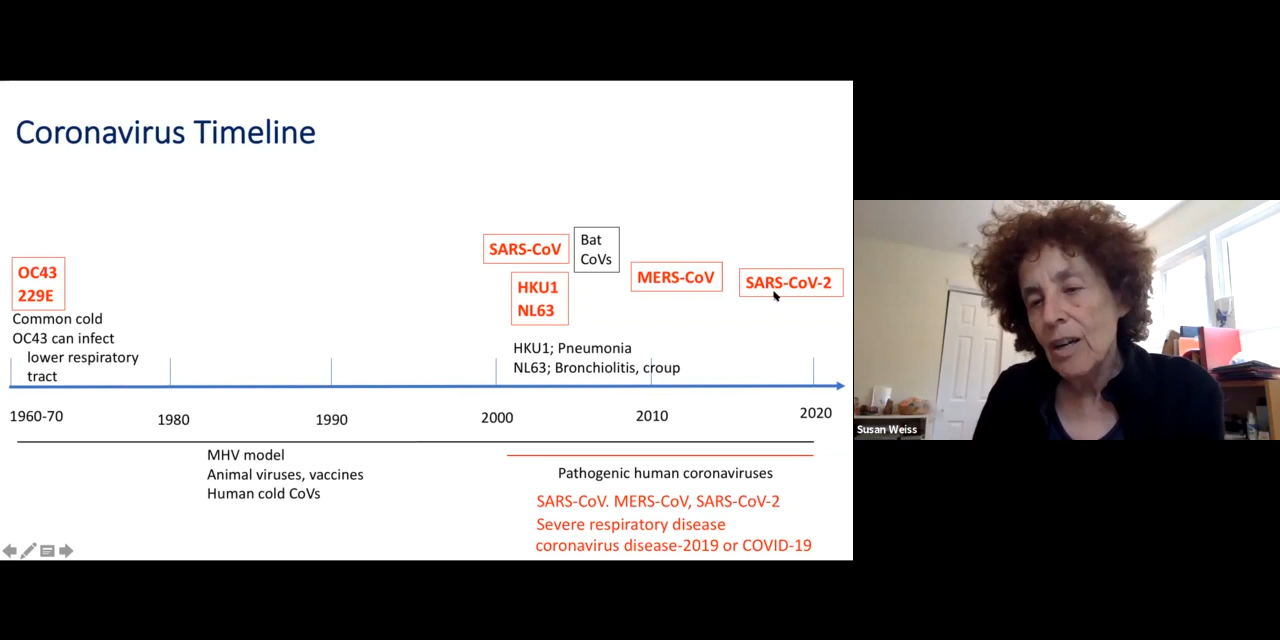 Coronavirus Timeline
OC43
229E
Common cold
OC43 can infect
lower respiratory
tract
SARS-CoV
Bat
CoVs
HKU1
NL63
HKU1; Pneumonia
NL63; Bronchiolitis, croup
MERS-CoV
SARS-CoV-2
1960-70
1980
1990
2000
2010
2020
MHV model
Animal viruses, vaccines
Human cold CoVs
Pathogenic human coronaviruses
SARS-CoV. MERS-CoV, SARS-CoV-2
Severe respiratory disease
coronavirus disease-2019 or COVID-19
Susan Weiss